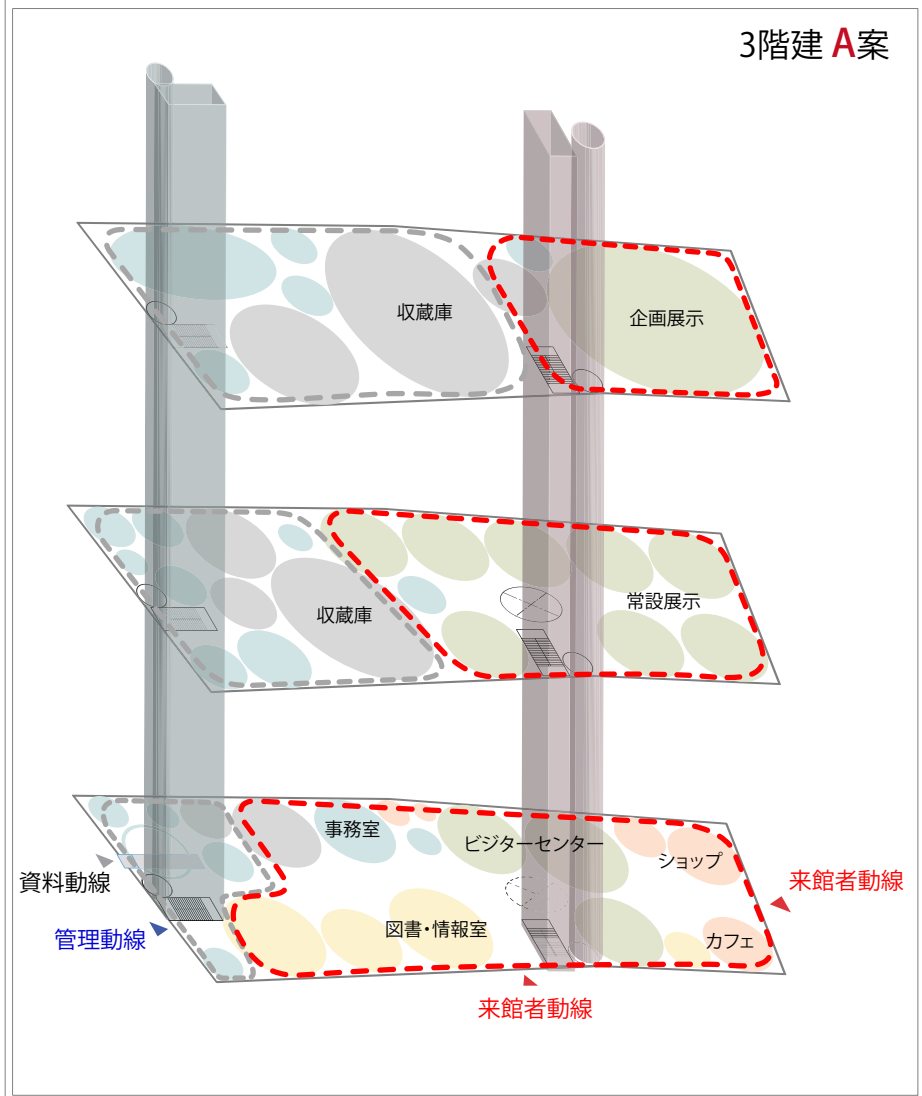 3階建 A案
収蔵庫
企画展示
収蔵庫
常設展示
事務室
ビジターセンター
ショップ
資料動線
来館者動線
管理動線
図書・情報室
カフェ
来館者動線